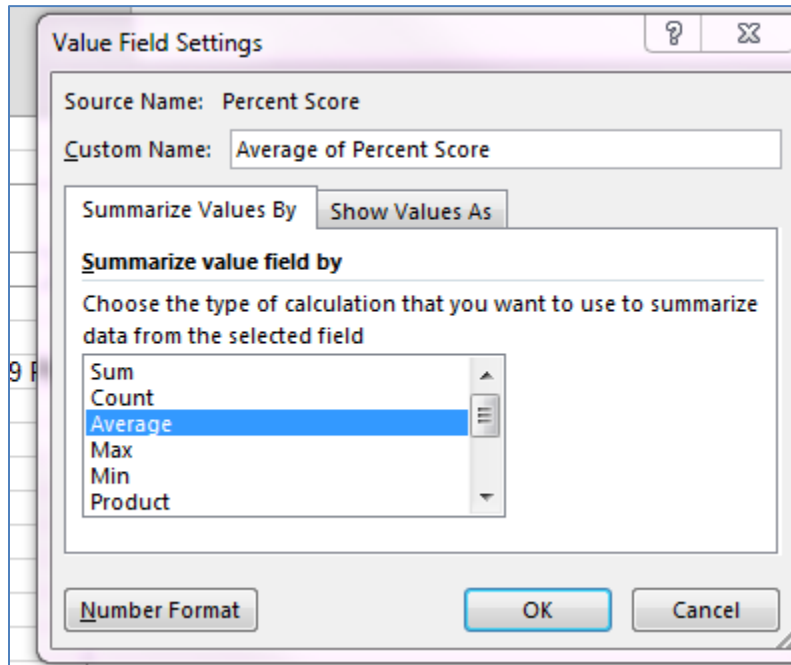 Value Field Settings
Source Name: Percent Score
Custom Name: Average of Percent Score
Summarize Values By Show Values As
Summarize value field by
Choose the type of calculation that you want to use to summarize
data from the selected field
Sum
Count
Average
Max
Min
Product
9
Number Format OK Cancel